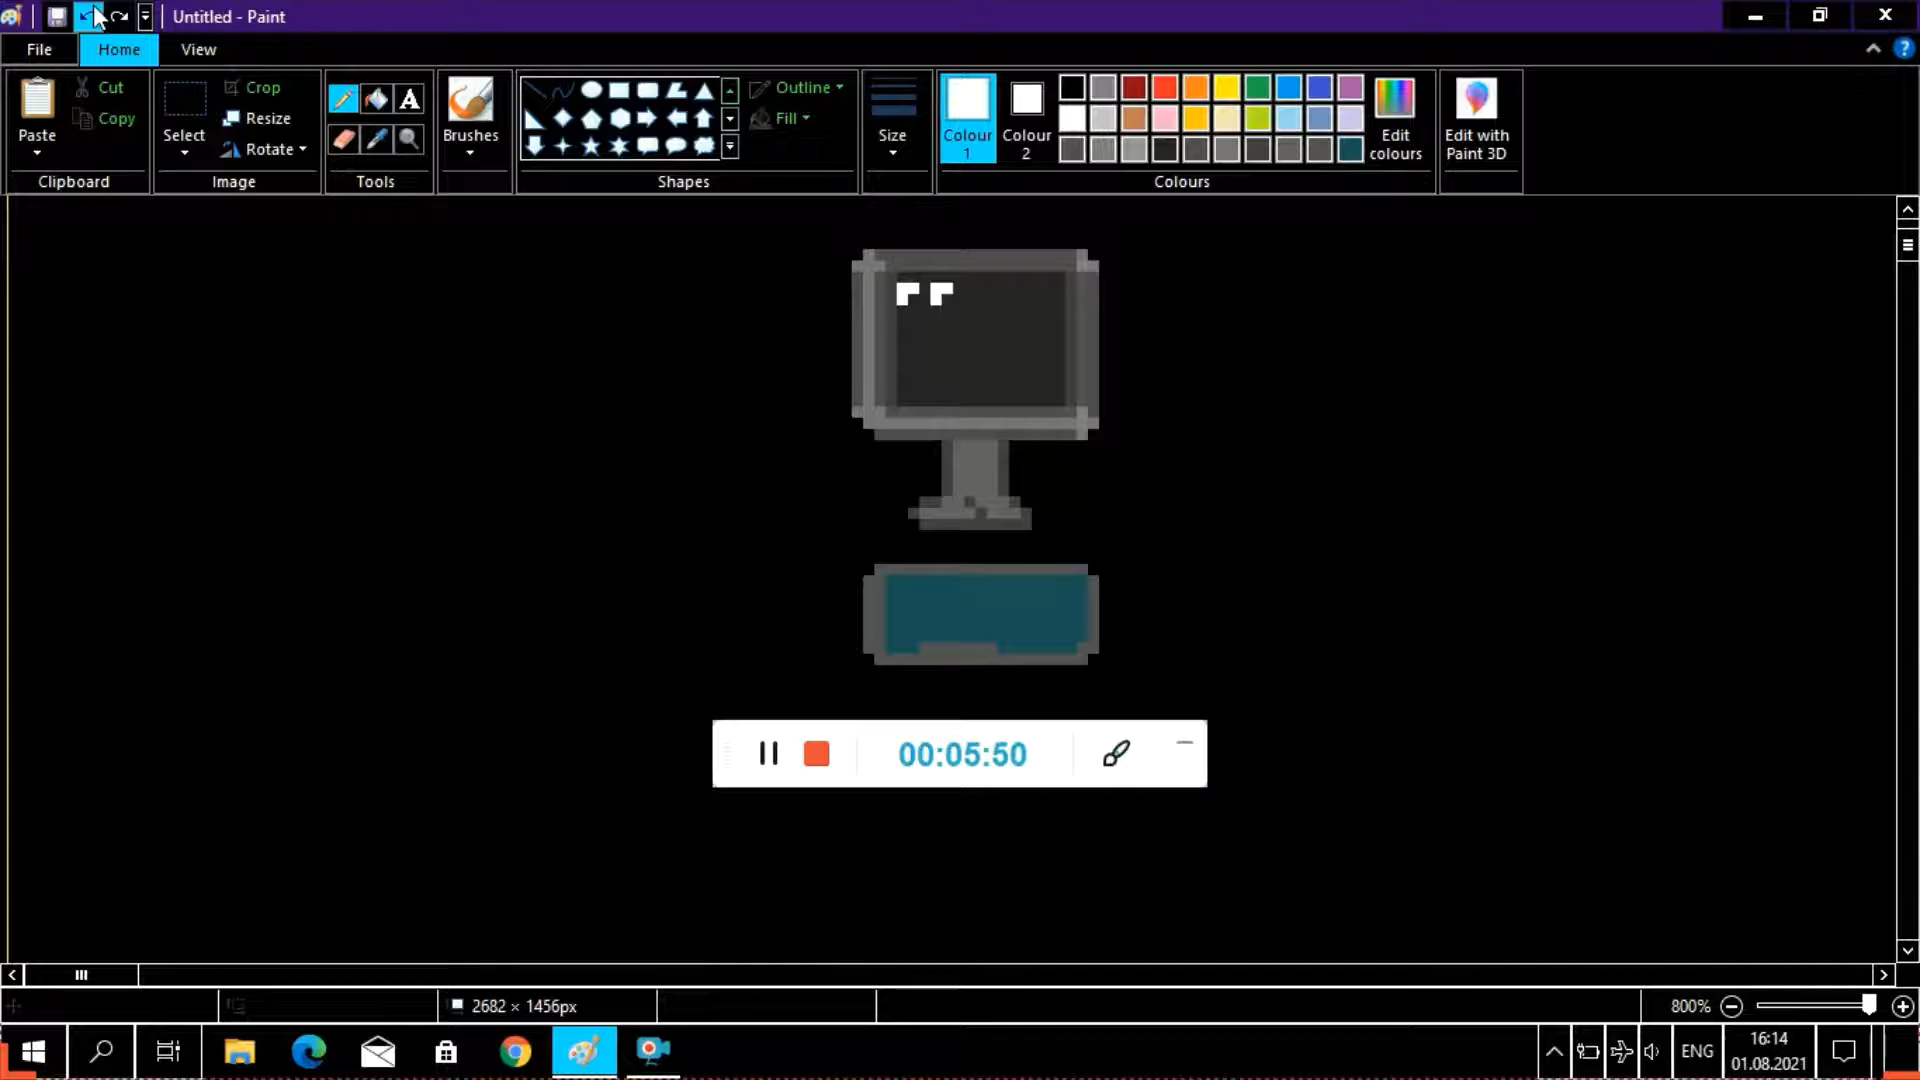 Untitled - Paint
File Home View
Paste
Cut
Copy
Clipboard
Select
Crop
Resize
Rotate
Image
A
Tools
Brushes
Shapes
Outline
Fill
Size
Colour 1
Colour 2
Edit colours
Colours
Edit with Paint 3D
00:05:50
2682 × 1456px
800%
ENG
16:14
01.08.2021